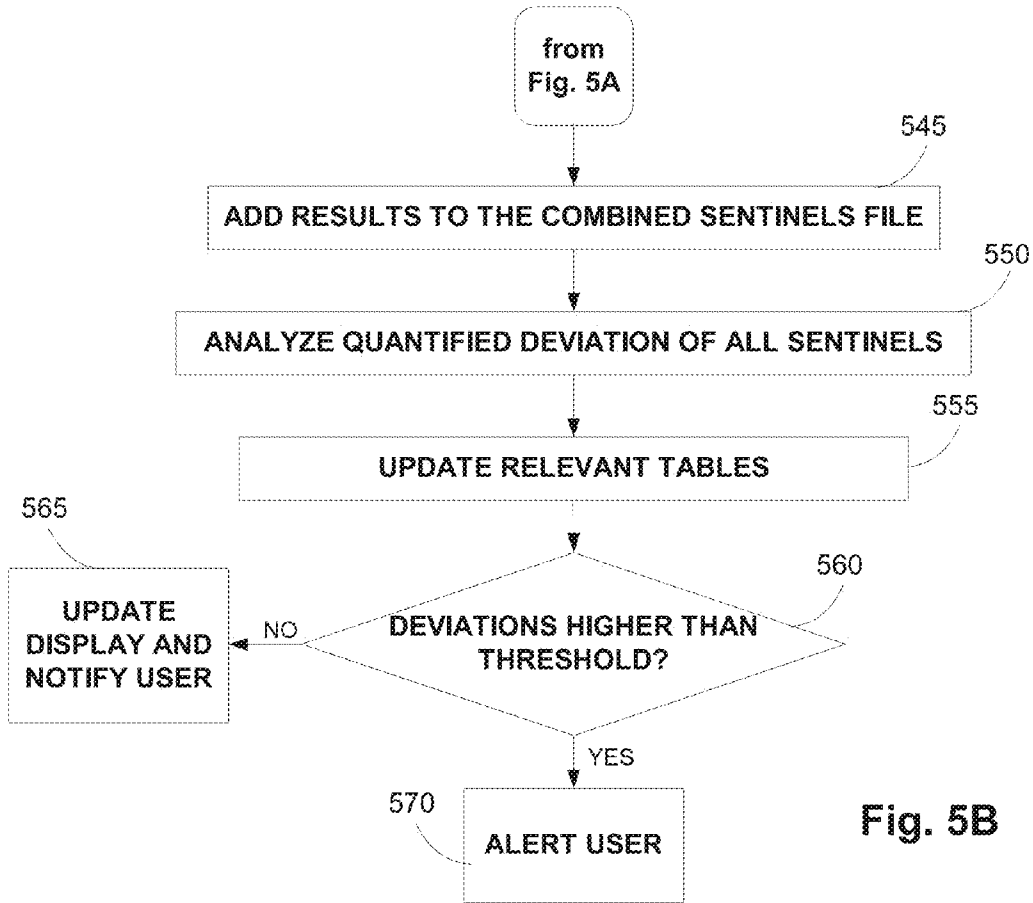 from
Fig. 5A
545
ADD RESULTS TO THE COMBINED SENTINELS FILE
550
ANALYZE QUANTIFIED DEVIATION OF ALL SENTINELS
555
UPDATE RELEVANT TABLES
565
UPDATE
DISPLAY AND
NOTIFY USER
NO
560
DEVIATIONS HIGHER THAN
THRESHOLD?
YES
570
ALERT USER
Fig. 5B